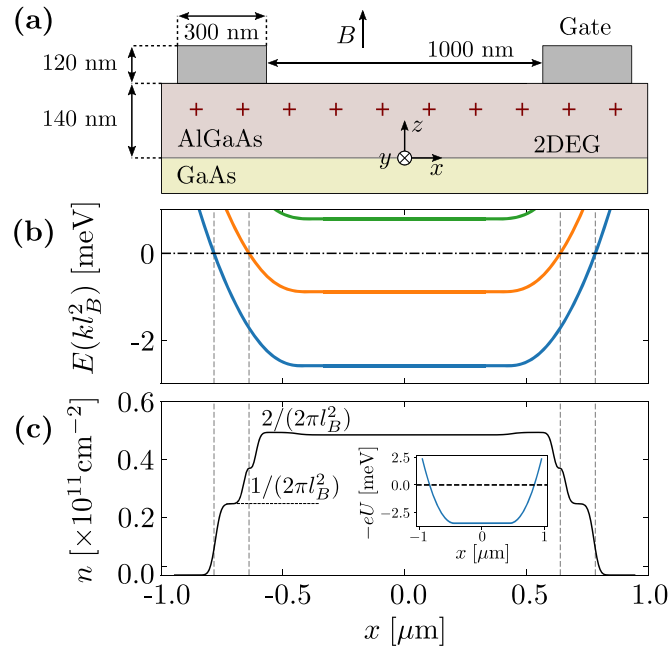 (a)
300 nm
B
1000 nm
Gate
120 nm
140 nm
+ + + + + + + + + +
AlGaAs
z
2DEG
y
x
GaAs
(b)
E(kl_B^2) [meV]
0
-2
(c)
n [×10^11 cm^−2]
0.6
0.4
0.2
0.0
2/(2πl_B^2)
1/(2πl_B^2)
−eU [meV]
2.5
0.0
−2.5
−1
0
1
x [μm]
-1.0
-0.5
0.0
0.5
1.0
x [μm]